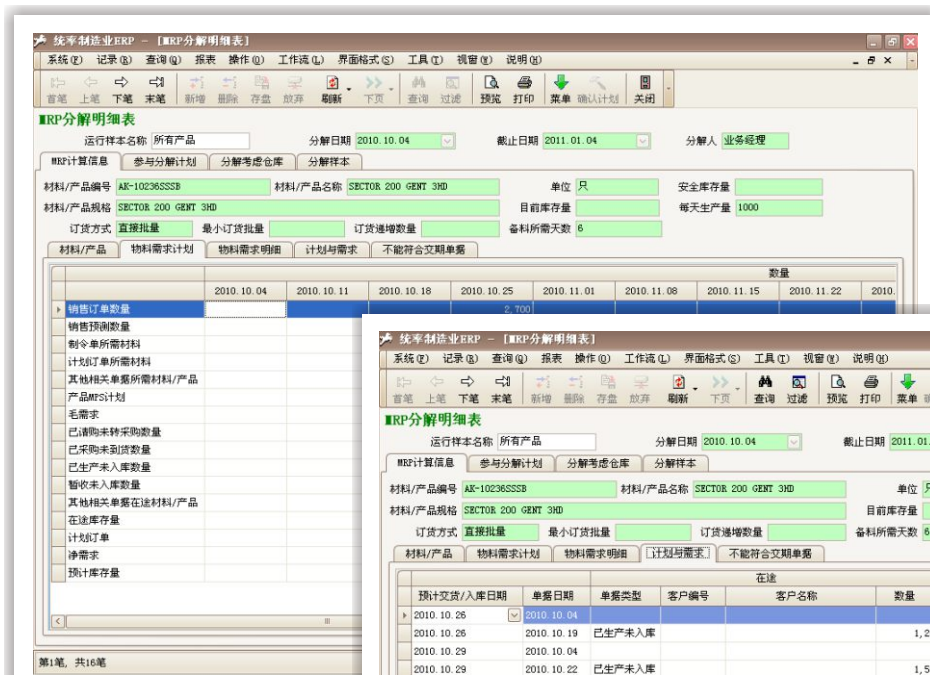 统率制造业ERP - [MRP分解明细表]
系统(F) 记录(R) 查询(Q) 报表 操作(O) 工作流(L) 界面格式(S) 工具(T) 视窗(W) 说明(H)
首笔 上笔 下笔 末笔 新增 删除 存盘 放弃 刷新 下页 查询 过滤 预览 打印 菜单 确认计划 关闭
MRP分解明细表
运行样本名称 所有产品 分解日期 2010.10.04 截止日期 2011.01.04 分解人 业务经理
MRP计算信息 参与分解计划 分解考虑仓库 分解样本
材料/产品编号 AK-10236SSSB 材料/产品名称 SECTOR 200 GENT 3HD 单位 只 安全库存量
材料/产品规格 SECTOR 200 GENT 3HD 目前库存量 每天生产量 1000
订货方式 直接批量 最小订货批量 订货递增数量 备料所需天数 6
材料/产品 物料需求计划 物料需求明细 计划与需求 不能符合交期单据
数量
2010.10.04 2010.10.11 2010.10.18 2010.10.25 2010.11.01 2010.11.08 2010.11.15 2010.11.22 2010.
销售订单数量 2,700
销售预测数量
制令单所需材料
计划订单所需材料
其他相关单据所需材料/产品
产品MPS计划
毛需求
已请购未转采购数量
已采购未到货数量
已生产未入库数量
暂收未入库数量
其他相关单据在途材料/产品
在途库存量
计划订单
净需求
预计库存量
第1笔, 共16笔
统率制造业ERP - [MRP分解明细表]
系统(F) 记录(R) 查询(Q) 报表 操作(O) 工作流(L) 界面格式(S) 工具(T) 视窗(W) 说明(H)
首笔 上笔 下笔 末笔 新增 删除 存盘 放弃 刷新 下页 查询 过滤 预览 打印 菜单
MRP分解明细表
运行样本名称 所有产品 分解日期 2010.10.04 截止日期 2011.01.
MRP计算信息 参与分解计划 分解考虑仓库 分解样本
材料/产品编号 AK-10236SSSB 材料/产品名称 SECTOR 200 GENT 3HD 单位 只
材料/产品规格 SECTOR 200 GENT 3HD 目前库存量
订货方式 直接批量 最小订货批量 订货递增数量 备料所需天数 6
材料/产品 物料需求计划 物料需求明细 计划与需求 不能符合交期单据
在途
预计交货/入库日期 单据日期 单据类型 客户编号 客户名称 数量
2010.10.26 2010.10.04
2010.10.26 2010.10.19 已生产未入库 1,2
2010.10.29 2010.10.04
2010.10.29 2010.10.22 已生产未入库 1,5